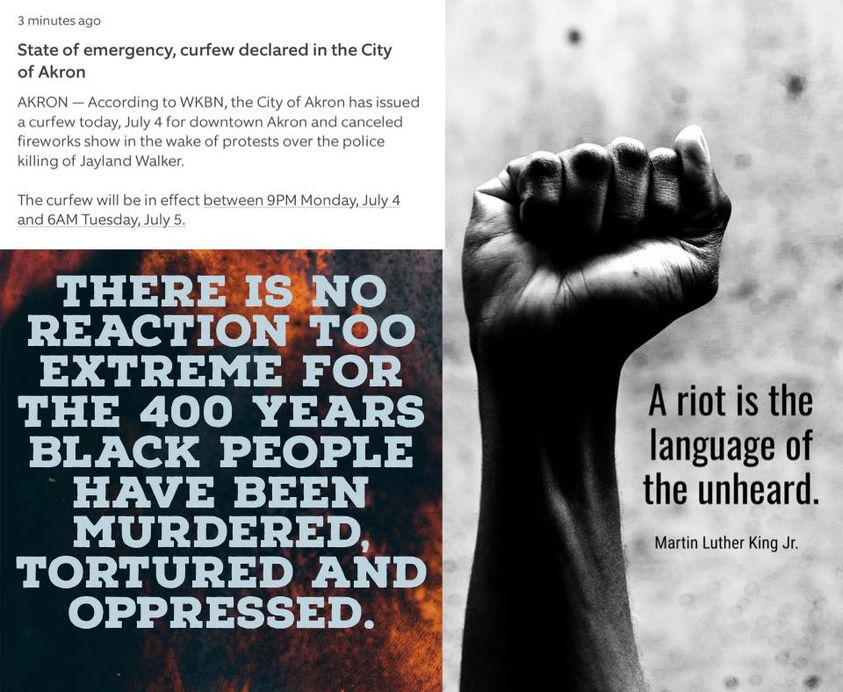 3 minutes ago
State of emergency, curfew declared in the City
of Akron
AKRON — According to WKBN, the City of Akron has issued
a curfew today, July 4 for downtown Akron and canceled
fireworks show in the wake of protests over the police
killing of Jayland Walker.
The curfew will be in effect between 9PM Monday, July 4
and 6AM Tuesday, July 5.
THERE IS NO
REACTION TOO
EXTREME FOR
THE 400 YEARS
BLACK PEOPLE
HAVE BEEN
MURDERED,
TORTURED AND
OPPRESSED.
A riot is the
language of
the unheard.
Martin Luther King Jr.